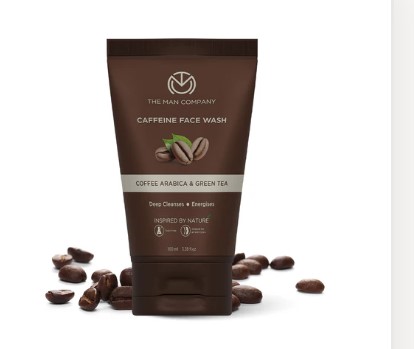 THE MAN COMPANY
CAFFEINE FACE WASH
COFFEE ARABICA & GREEN TEA
Deep Cleanses • Energises
INSPIRED BY NATURE